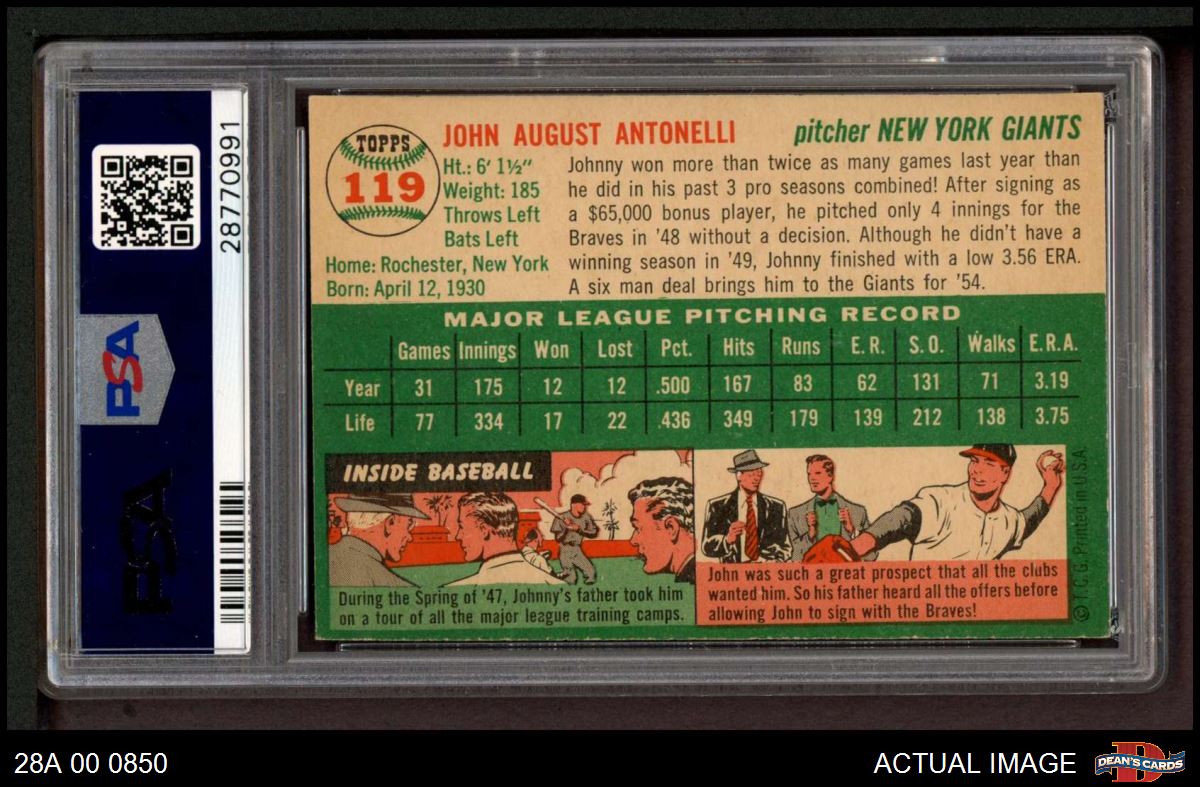 28770991
PSA
PSA
TOPPS
119
JOHN AUGUST ANTONELLI
pitcher NEW YORK GIANTS
Ht.: 6' 1½"
Weight: 185
Throws Left
Bats Left
Home: Rochester, New York
Born: April 12, 1930
Johnny won more than twice as many games last year than
he did in his past 3 pro seasons combined! After signing as
a $65,000 bonus player, he pitched only 4 innings for the
Braves in '48 without a decision. Although he didn't have a
winning season in '49, Johnny finished with a low 3.56 ERA.
A six man deal brings him to the Giants for '54.
MAJOR LEAGUE PITCHING RECORD
Games Innings Won Lost Pct. Hits Runs E.R. S.O. Walks E.R.A.
Year 31 175 12 12 .500 167 83 62 131 71 3.19
Life 77 334 17 22 .436 349 179 139 212 138 3.75
INSIDE BASEBALL
During the Spring of '47, Johnny's father took him
on a tour of all the major league training camps.
John was such a great prospect that all the clubs
wanted him. So his father heard all the offers before
allowing John to sign with the Braves!
© T.C.G. Printed in U.S.A.
28A 00 0850
ACTUAL IMAGE
DEAN'S CARDS